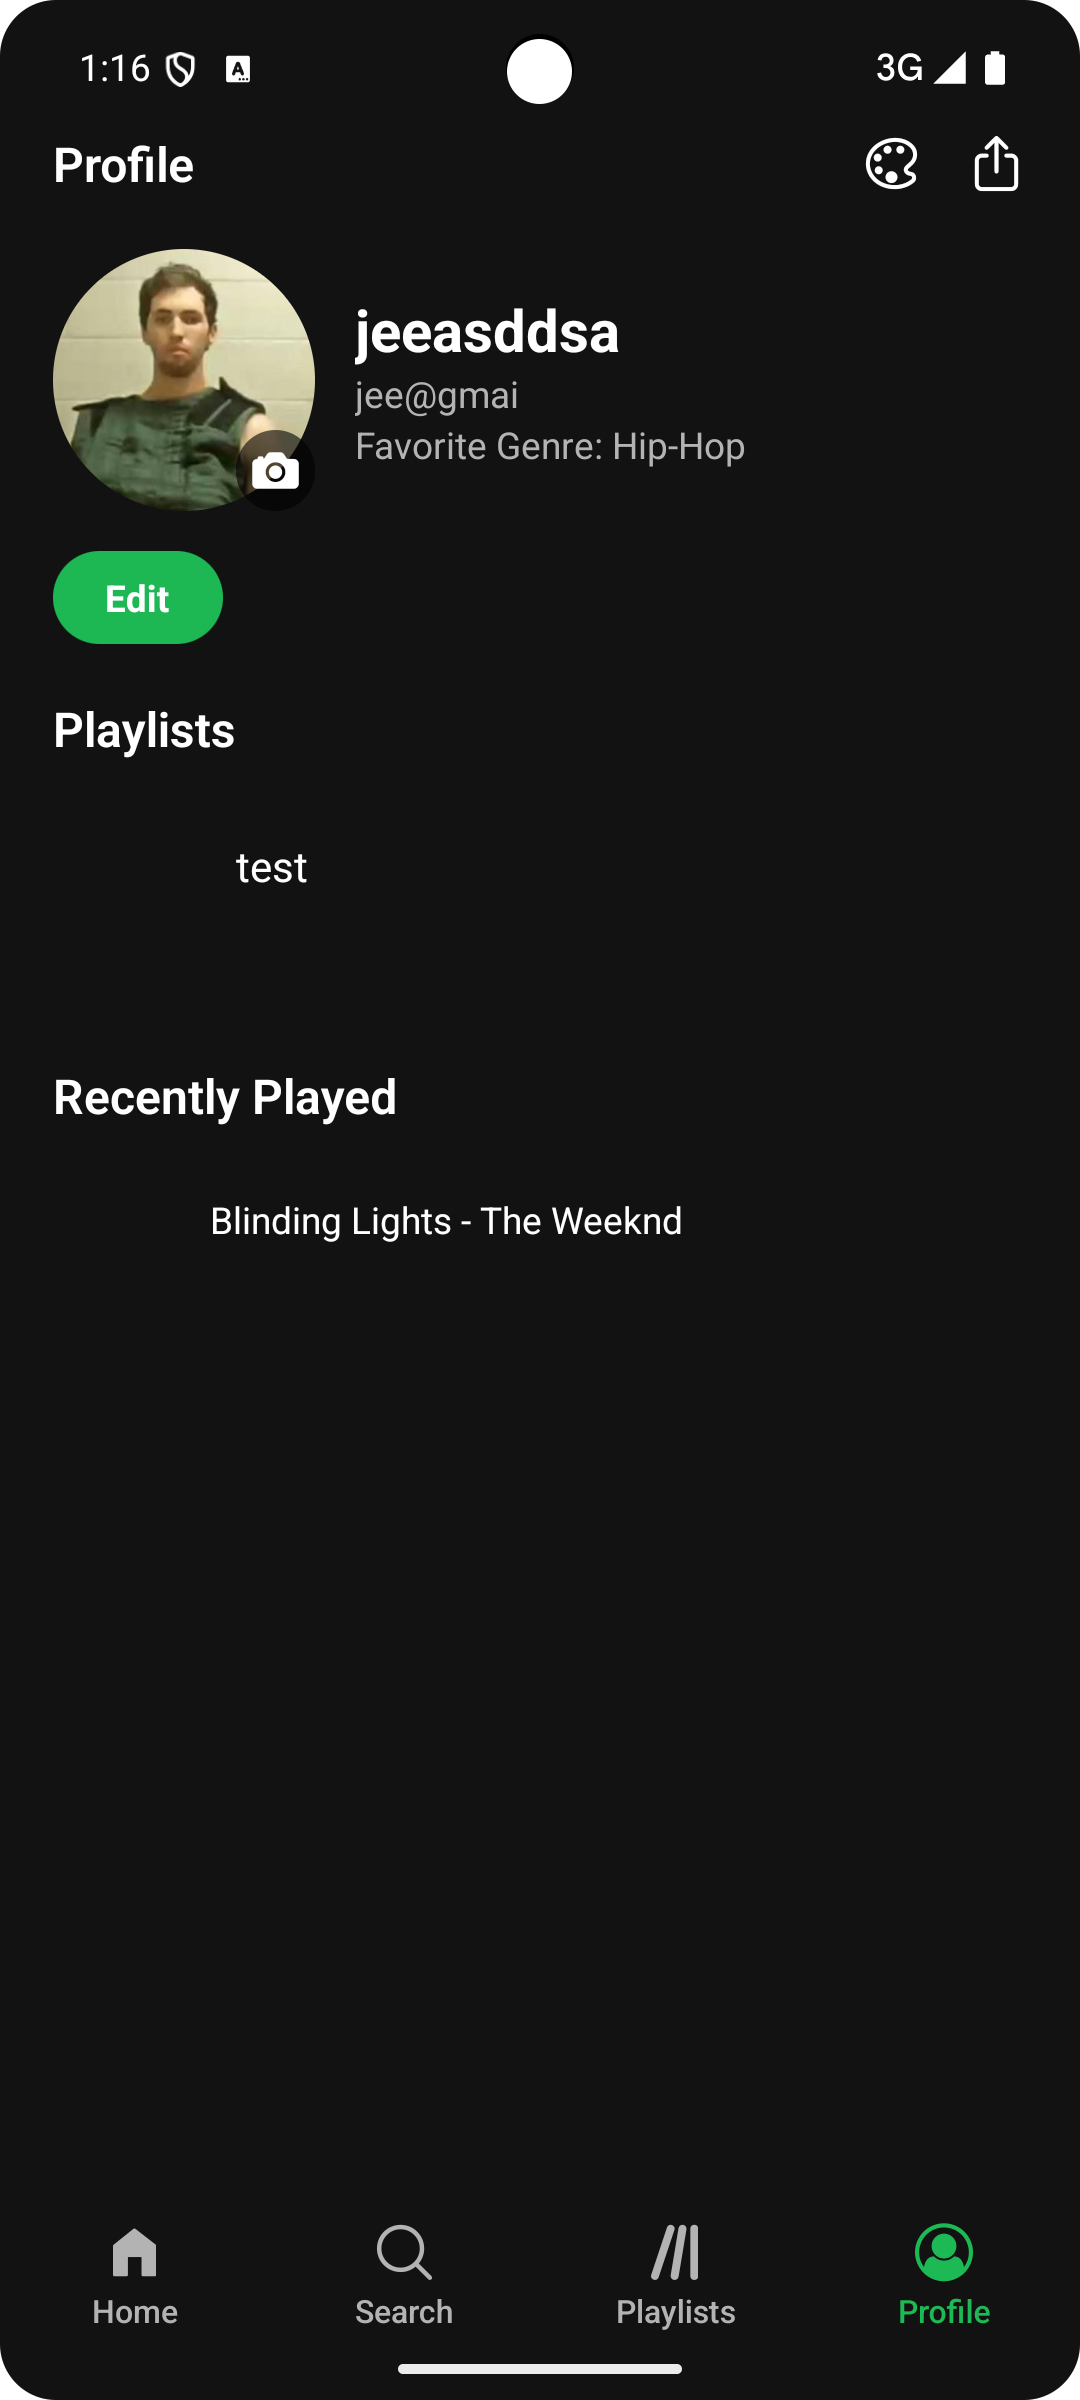 1:16
3G
Profile
jeeasddsa
jee@gmai
Favorite Genre: Hip-Hop
Edit
Playlists
test
Recently Played
Blinding Lights - The Weeknd
Home
Search
Playlists
Profile